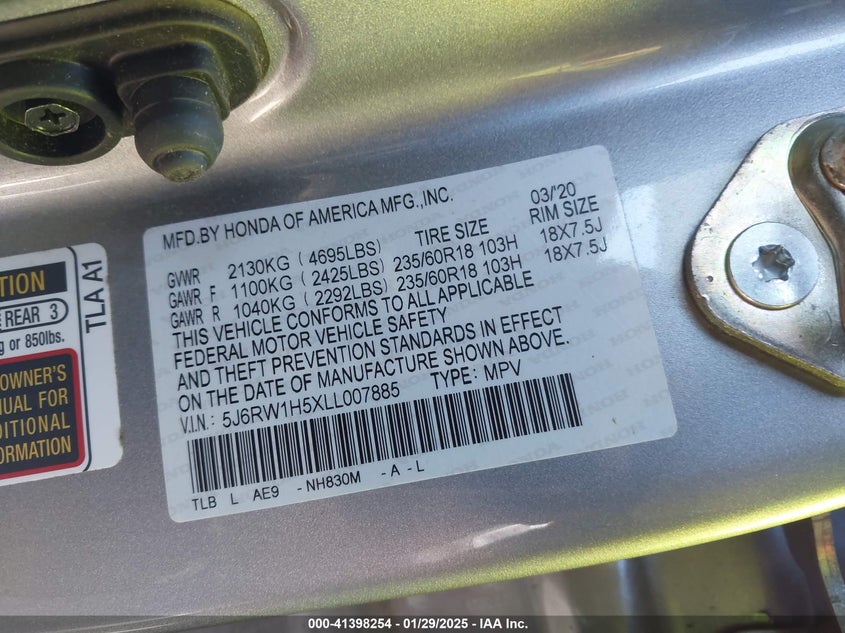 MFD.BY HONDA OF AMERICA MFG.,INC. 03/'20
TIRE SIZE RIM SIZE
GVWR 2130KG ( 4695LBS)
GAWR F 1100KG ( 2425LBS) 235/60R18 103H 18X7.5J
GAWR R 1040KG ( 2292LBS) 235/60R18 103H 18X7.5J
THIS VEHICLE CONFORMS TO ALL APPLICABLE
FEDERAL MOTOR VEHICLE SAFETY
AND THEFT PREVENTION STANDARDS IN EFFECT
ON THE DATE OF MANUFACTURE SHOWN ABOVE.
V.I.N: 5J6RW1H5XLL007885 TYPE: MPV
TLB L AE9 - NH830M - A - L
TION
E REAR 3
g or 850lbs.
OWNER'S
NUAL FOR
DITIONAL
ORMATION
TLA A1
000-41398254 - 01/29/2025 - IAA Inc.